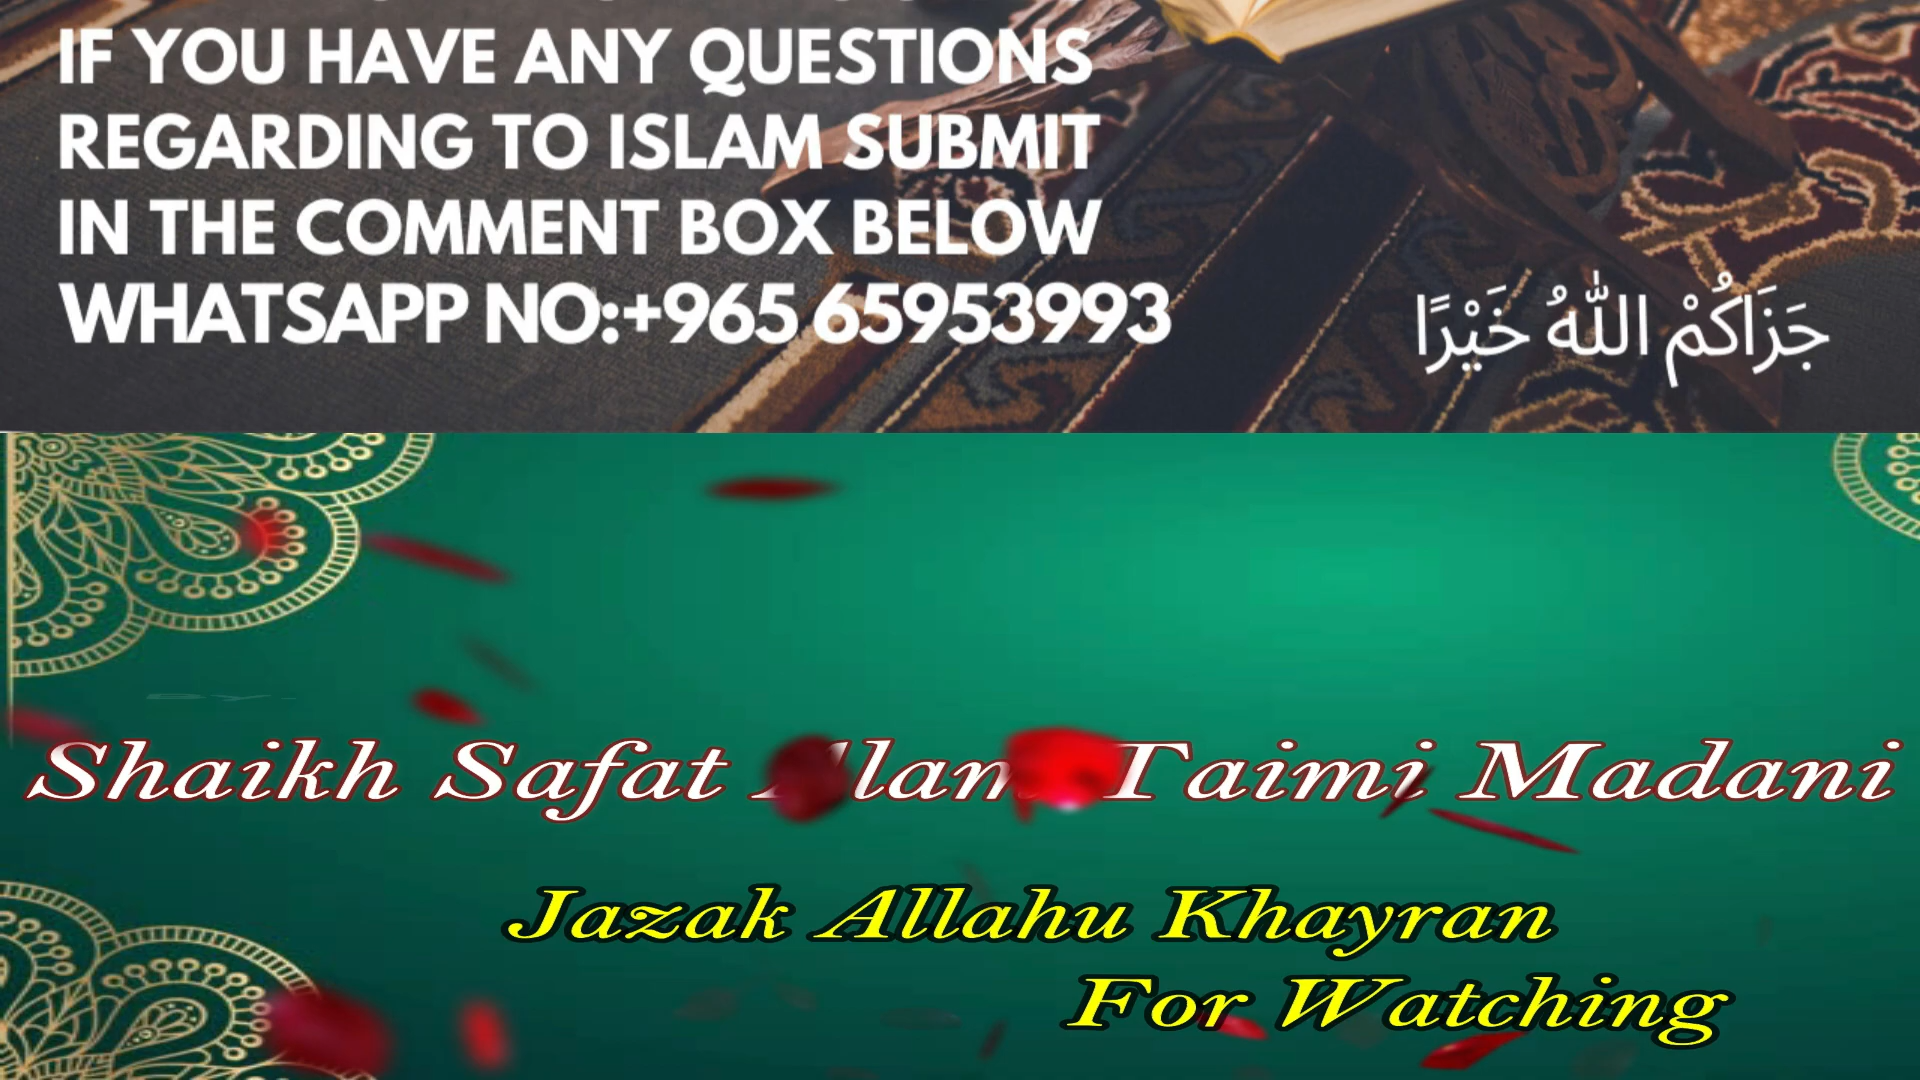 IF YOU HAVE ANY QUESTIONS
REGARDING TO ISLAM SUBMIT
IN THE COMMENT BOX BELOW
WHATSAPP NO:+965 65953993
جَزَاكُمْ اللّٰهُ خَيْرًا
Shaikh Safat Taimi Madani
Jazak Allahu Khayran
For Watching